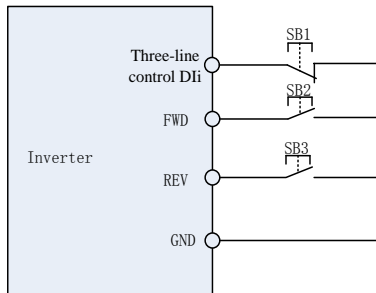 SB1
Three-line
control DIi
SB2
FWD
SB3
Inverter
REV
GND